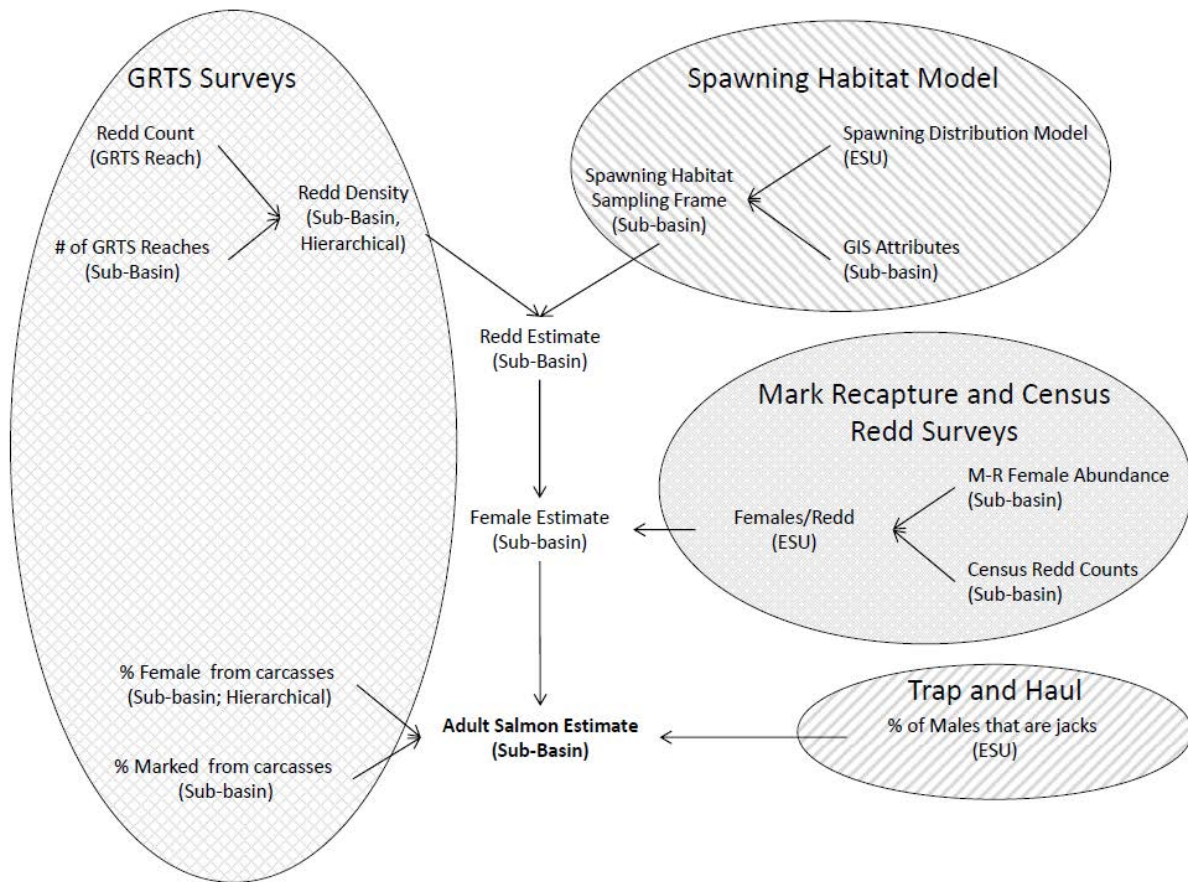 GRTS Surveys
Redd Count
(GRTS Reach)
# of GRTS Reaches
(Sub-Basin)
Redd Density
(Sub-Basin,
Hierarchical)
Spawning Habitat Model
Spawning Distribution Model
(ESU)
Spawning Habitat
Sampling Frame
(Sub-basin)
GIS Attributes
(Sub-basin)
Redd Estimate
(Sub-Basin)
Mark Recapture and Census
Redd Surveys
M-R Female Abundance
(Sub-basin)
Females/Redd
(ESU)
Census Redd Counts
(Sub-basin)
Female Estimate
(Sub-basin)
% Female from carcasses
(Sub-basin; Hierarchical)
% Marked from carcasses
(Sub-basin)
Adult Salmon Estimate
(Sub-Basin)
Trap and Haul
% of Males that are jacks
(ESU)